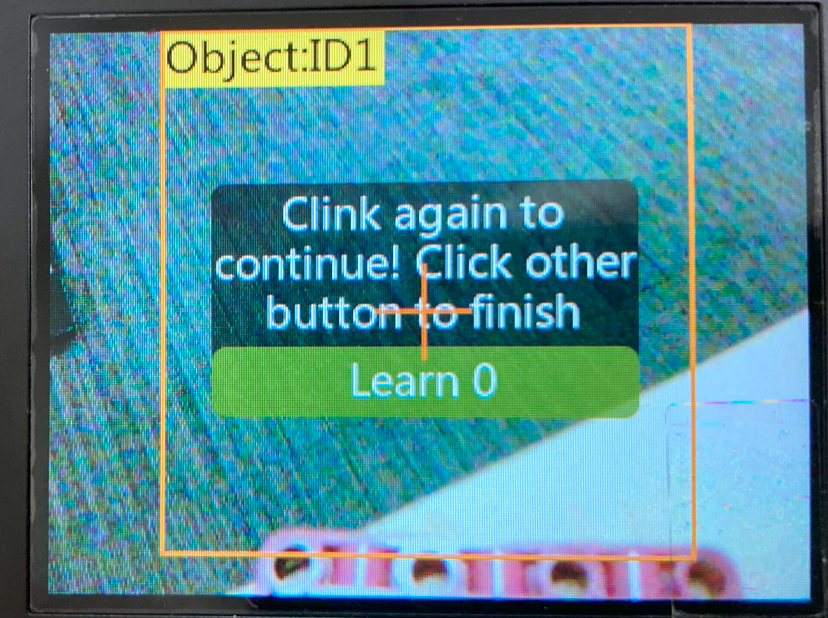 Object:ID1
Clink again to
continue! Click other
button to finish
Learn 0